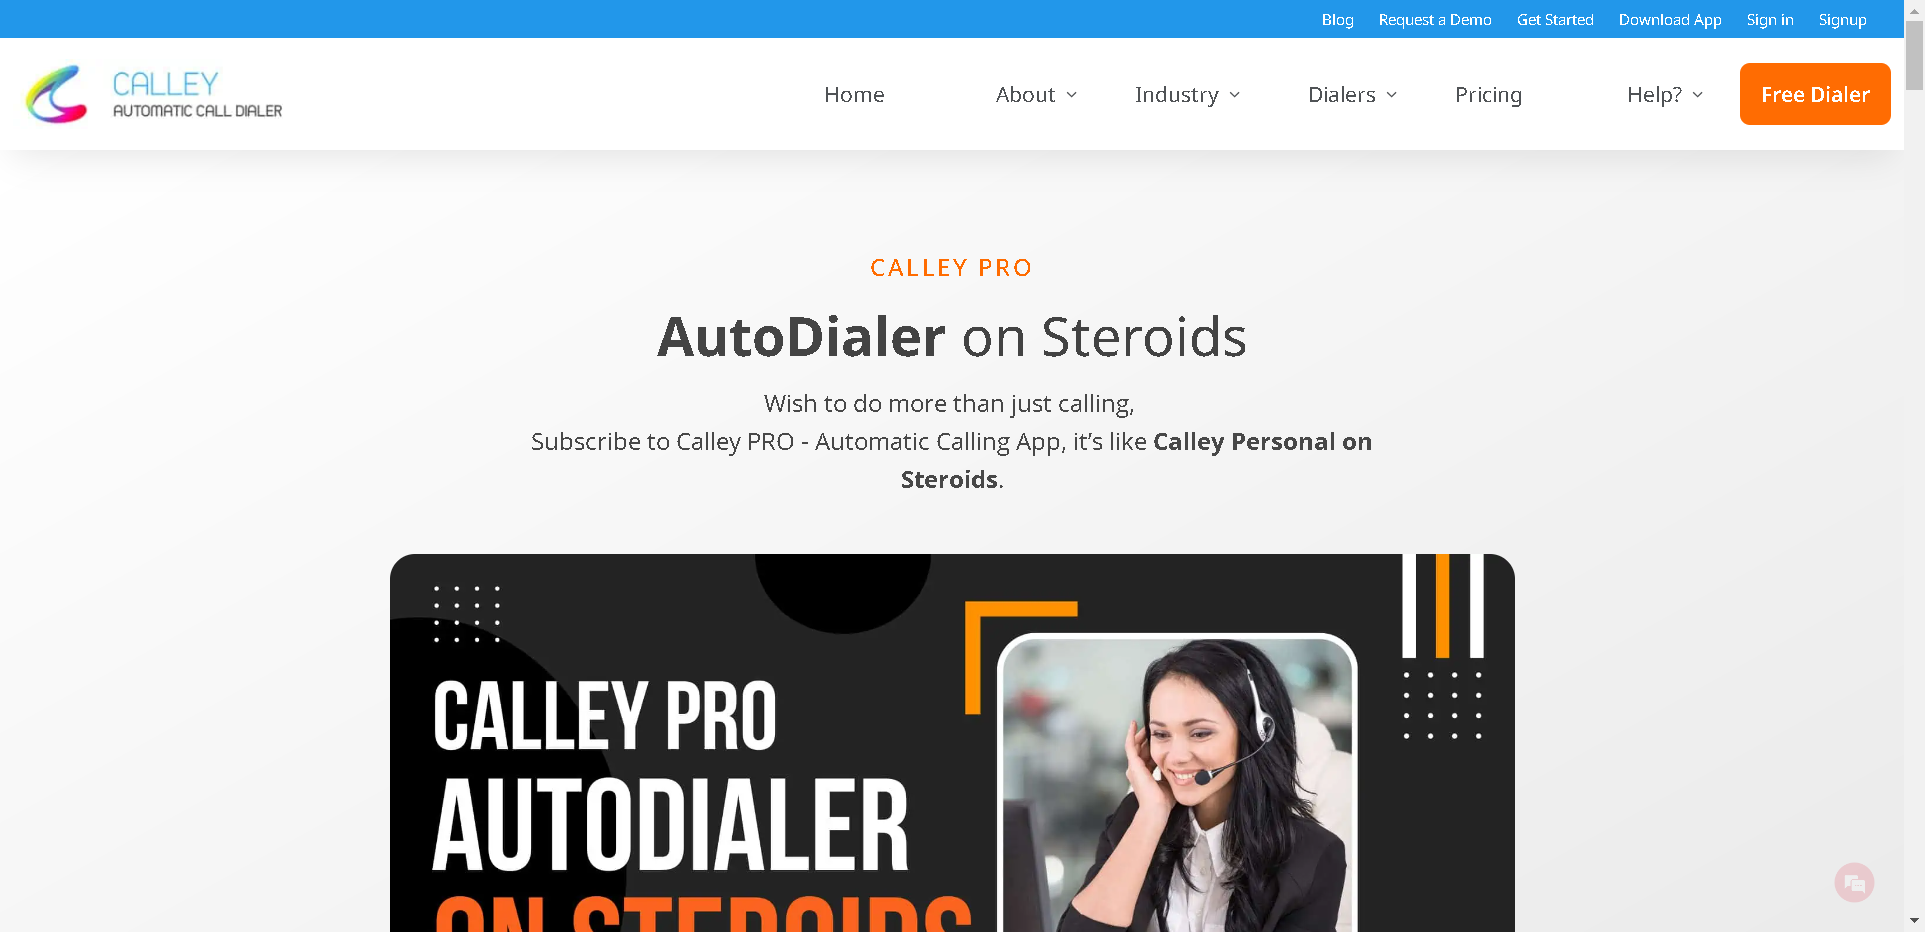 Blog Request a Demo Get Started Download App Sign in Signup
CALLEY
AUTOMATIC CALL DIALER
Home About Industry Dialers Pricing Help? Free Dialer
CALLEY PRO
AutoDialer on Steroids
Wish to do more than just calling,
Subscribe to Calley PRO - Automatic Calling App, it’s like Calley Personal on
Steroids.
CALLEY PRO
AUTODIALER
ON STEROIDS